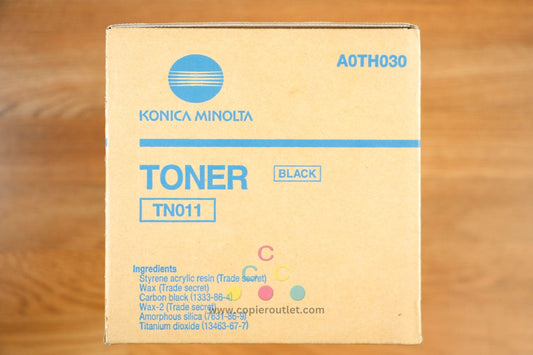 A0TH030
KONICA MINOLTA
TONER BLACK
TN011
Ingredients
Styrene acrylic resin (Trade secret)
Wax (Trade secret)
Carbon black (1333-86-4)
Wax-2 (Trade secret)
Amorphous silica (7631-86-9)
Titanium dioxide (13463-67-7)
C
C C
www.copieroutlet.com